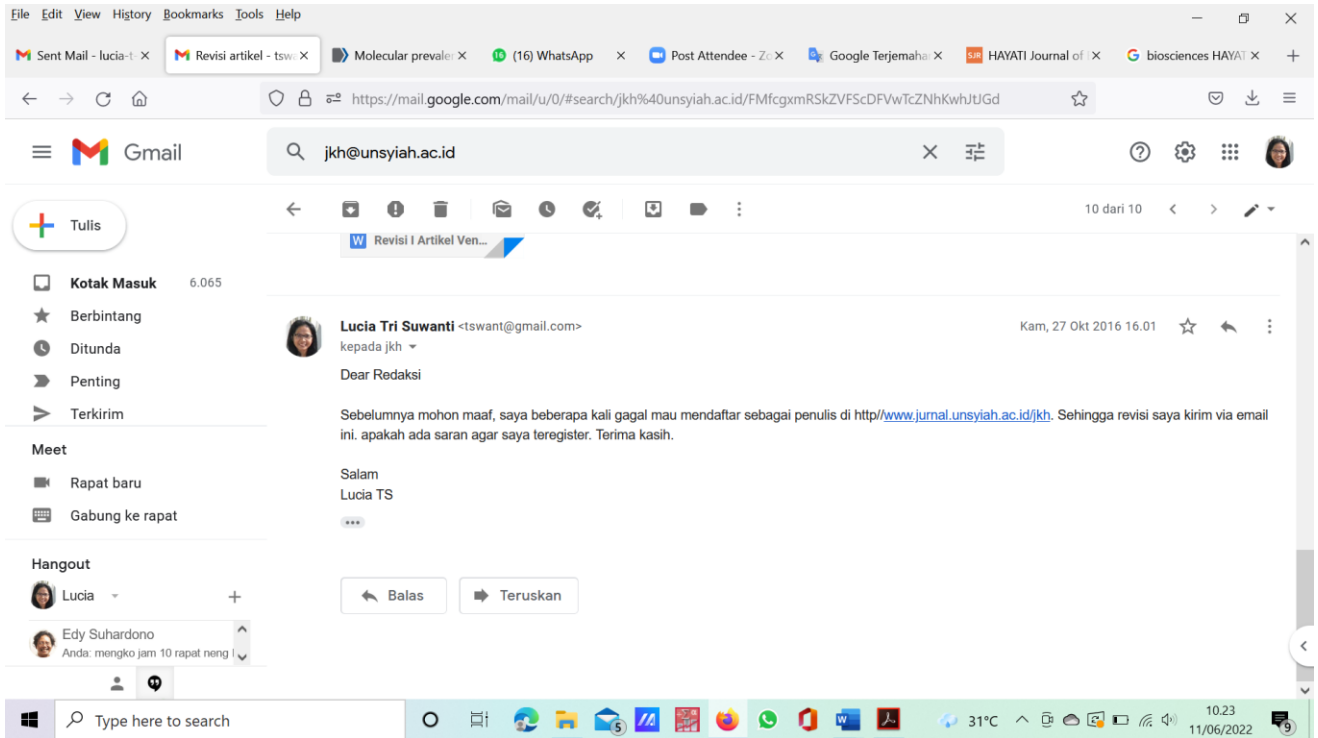 File Edit View History Bookmarks Tools Help
Sent Mail - lucia-t- Revisi artikel - tsw Molecular prevaler (16) WhatsApp Post Attendee - Zo Google Terjemaha HAYATI Journal of biosciences HAYAT
https://mail.google.com/mail/u/0/#search/jkh%40unsyiah.ac.id/FMfcgxmRSkZVFScDFVwTcZNhKwhJtJGd
Gmail
jkh@unsyiah.ac.id
Tulis
10 dari 10
W Revisi I Artikel Ven...
Kotak Masuk 6.065
Berbintang
Ditunda
Penting
Terkirim
Meet
Rapat baru
Gabung ke rapat
Hangout
Lucia
Edy Suhardono
Anda: mengko jam 10 rapat neng
Lucia Tri Suwanti <tswant@gmail.com>
Kam, 27 Okt 2016 16.01
kepada jkh
Dear Redaksi
Sebelumnya mohon maaf, saya beberapa kali gagal mau mendaftar sebagai penulis di http//www.jurnal.unsyiah.ac.id/jkh. Sehingga revisi saya kirim via email
ini. apakah ada saran agar saya teregister. Terima kasih.
Salam
Lucia TS
Balas Teruskan
Type here to search
5
31°C
10.23
11/06/2022
9